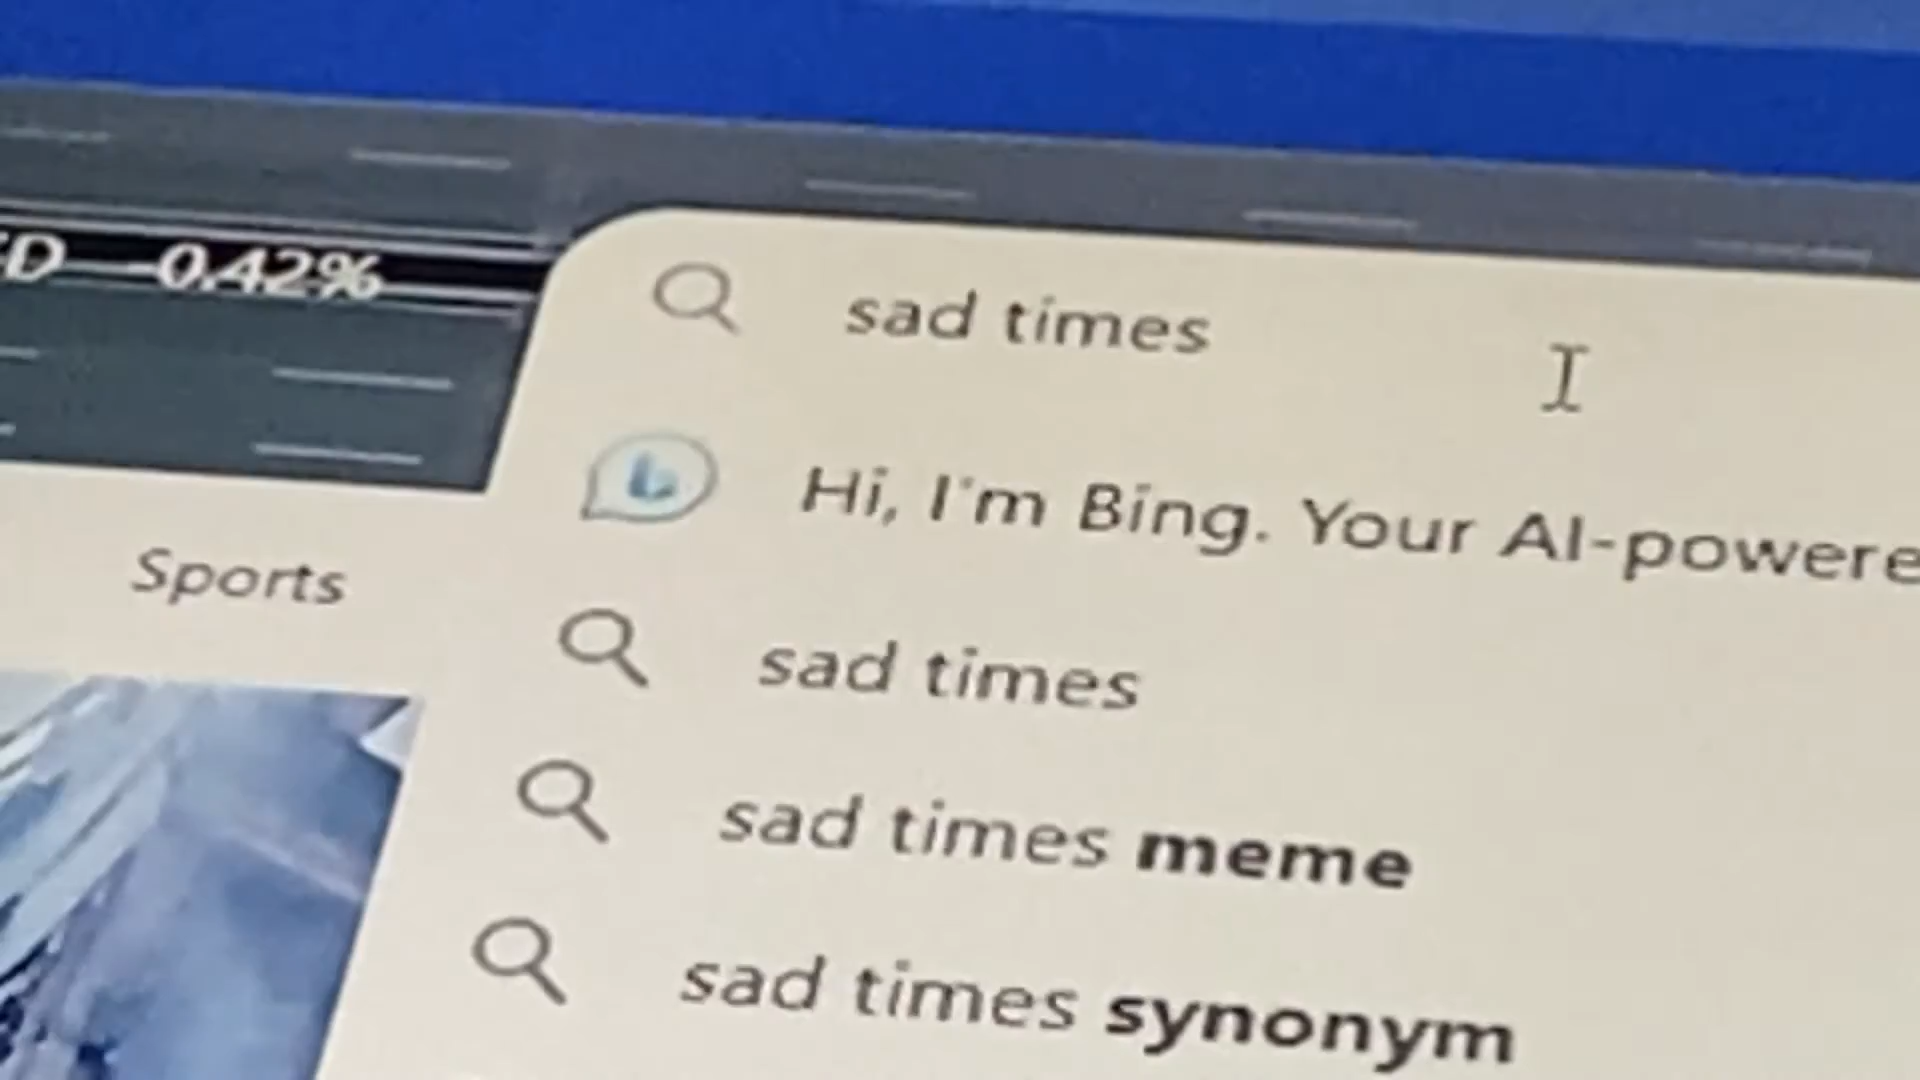 -0.42%
sad times
Hi, I'm Bing. Your AI-powere
Sports
sad times
sad times meme
sad times synonym